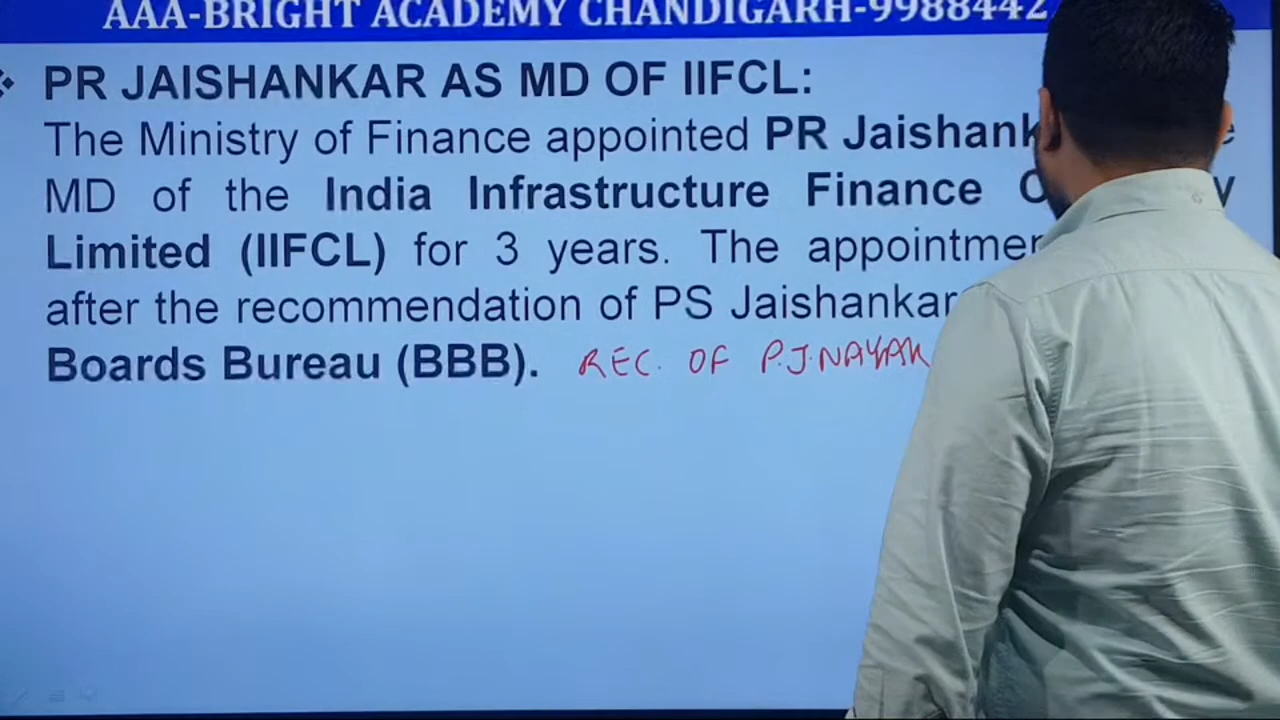 AAA-BRIGHT ACADEMY CHANDIGARH-9988442
PR JAISHANKAR AS MD OF IIFCL:
The Ministry of Finance appointed PR Jaishank
MD of the India Infrastructure Finance
Limited (IIFCL) for 3 years. The appointmen
after the recommendation of PS Jaishankar
Boards Bureau (BBB). REC. OF P.J.NAYAK